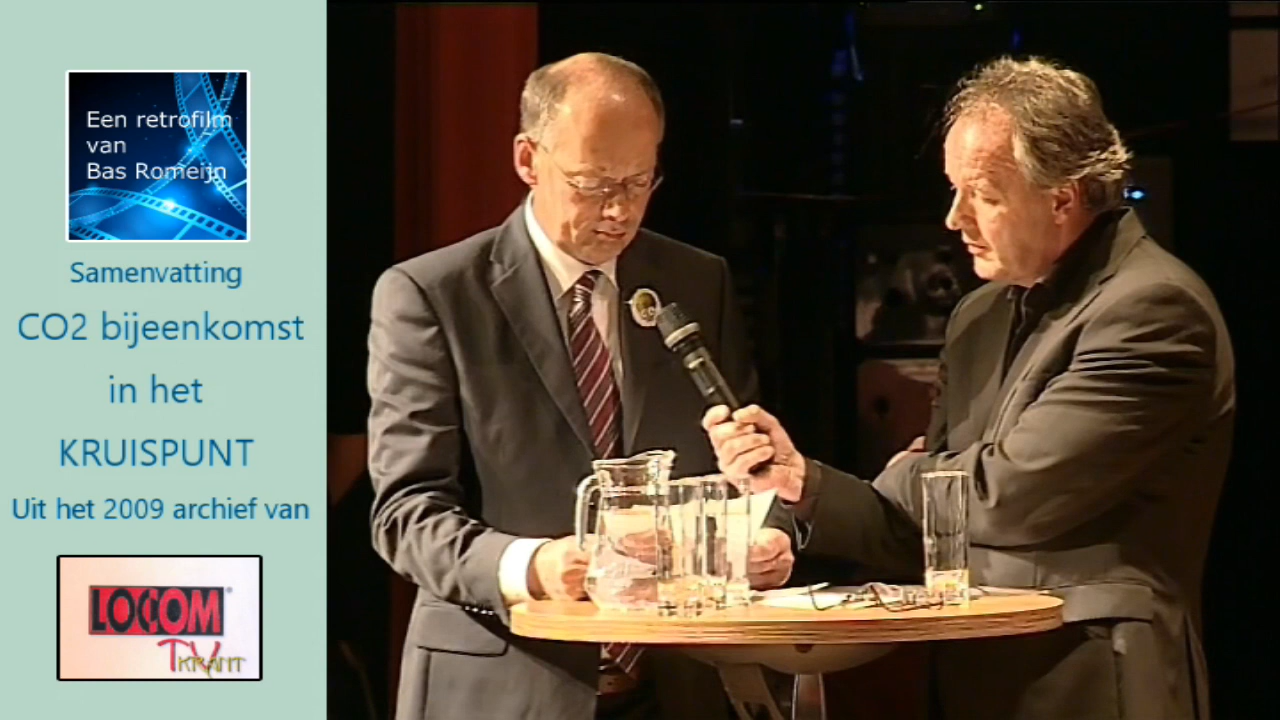 Een retrofilm
van
Bas Romeijn
Samenvatting
CO2 bijeenkomst
in het
KRUISPUNT
Uit het 2009 archief van
LOCOM
TV KRANT